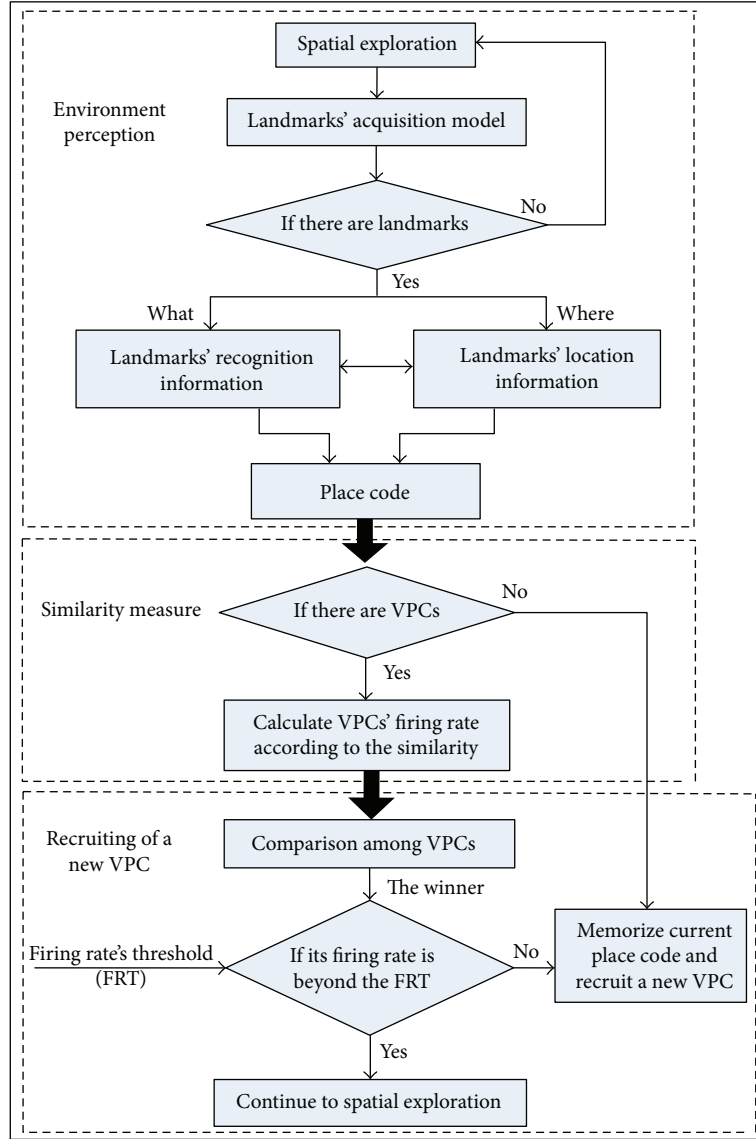 Spatial exploration
Environment
perception
Landmarks' acquisition model
If there are landmarks
No
Yes
What
Where
Landmarks' recognition
information
Landmarks' location
information
Place code
Similarity measure
If there are VPCs
No
Yes
Calculate VPCs' firing rate
according to the similarity
Recruiting of a
new VPC
Comparison among VPCs
The winner
Firing rate's threshold
(FRT)
If its firing rate is
beyond the FRT
No
Memorize current
place code and
recruit a new VPC
Yes
Continue to spatial exploration